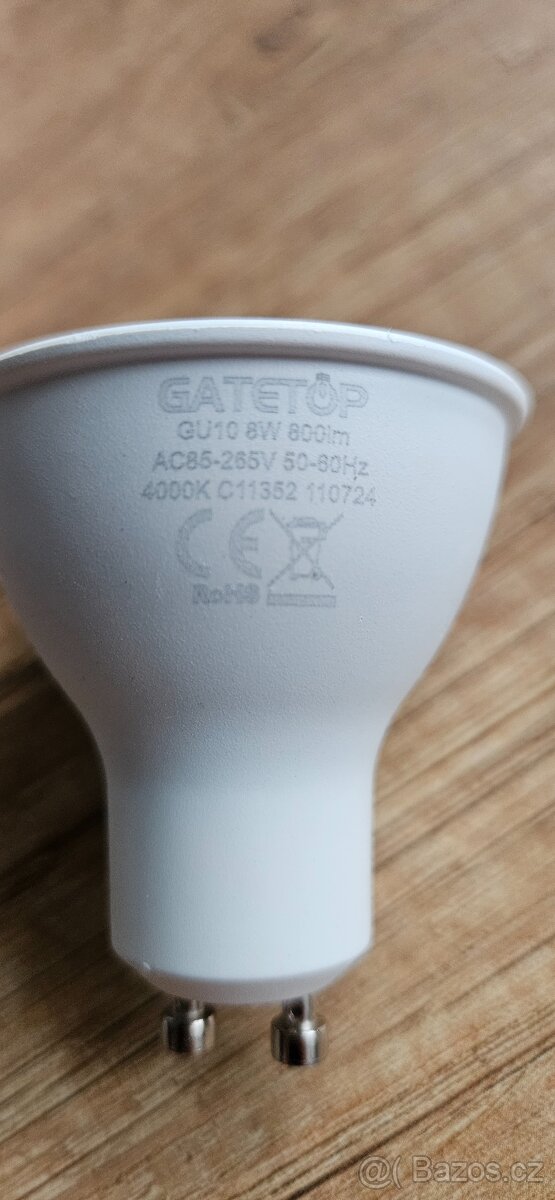 GATETOP
GU10 8W 800lm
AC85-265V 50-60Hz
4000K C11352 110724
CE
RoHS
@( Bazos.cz